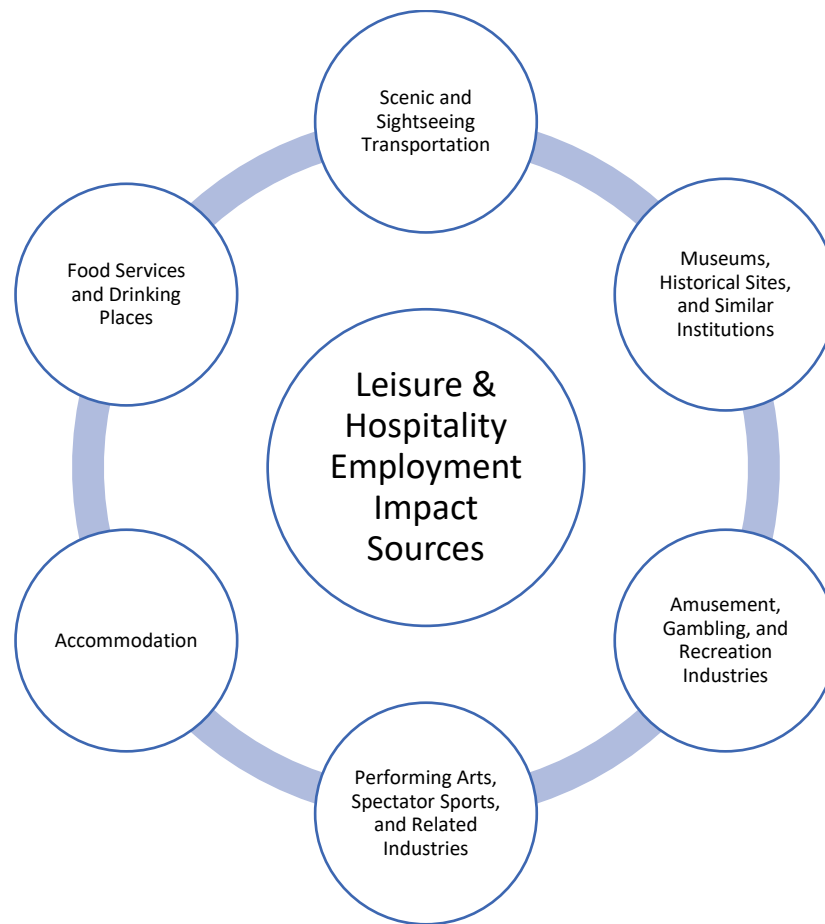 Scenic and
Sightseeing
Transportation
Museums,
Historical Sites,
and Similar
Institutions
Amusement,
Gambling, and
Recreation
Industries
Performing Arts,
Spectator Sports,
and Related
Industries
Accommodation
Food Services
and Drinking
Places
Leisure &
Hospitality
Employment
Impact
Sources